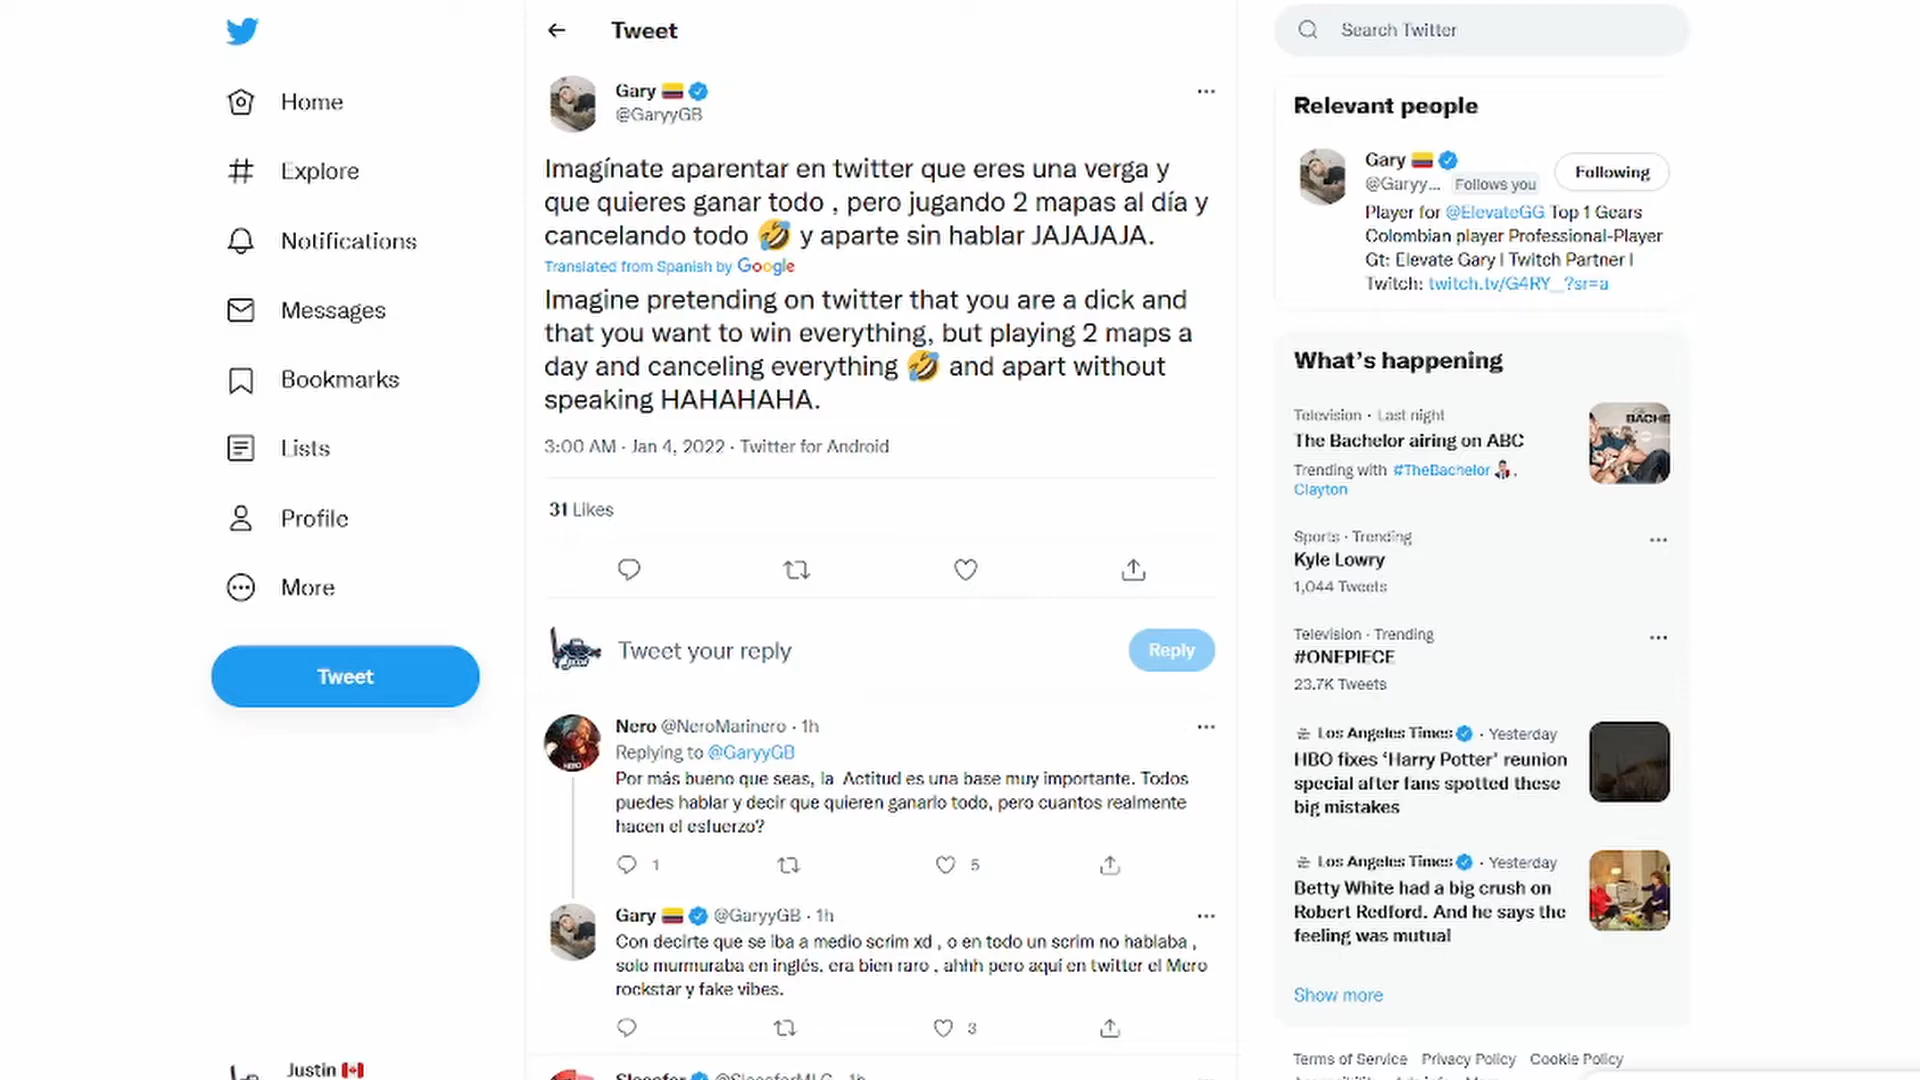 Home
Explore
Notifications
Messages
Bookmarks
Lists
Profile
More
Tweet
Justin
Tweet
Gary
@GaryyGB
Imagínate aparentar en twitter que eres una verga y
que quieres ganar todo , pero jugando 2 mapas al día y
cancelando todo 🤣 y aparte sin hablar JAJAJAJA.
Translated from Spanish by Google
Imagine pretending on twitter that you are a dick and
that you want to win everything, but playing 2 maps a
day and canceling everything 🤣 and apart without
speaking HAHAHAHA.
3:00 AM · Jan 4, 2022 · Twitter for Android
31 Likes
Tweet your reply
Reply
Nero @NeroMarinero · 1h
Replying to @GaryyGB
Por más bueno que seas, la Actitud es una base muy importante. Todos
puedes hablar y decir que quieren ganarlo todo, pero cuantos realmente
hacen el esfuerzo?
1
5
Gary @GaryyGB · 1h
Con decirte que se iba a medio scrim xd , o en todo un scrim no hablaba ,
solo murmuraba en inglés, era bien raro , ahhh pero aquí en twitter el Mero
rockstar y fake vibes.
3
Search Twitter
Relevant people
Gary
@Garyy... Follows you
Following
Player for @ElevateGG Top 1 Gears
Colombian player Professional-Player
Gt: Elevate Gary | Twitch Partner |
Twitch: twitch.tv/G4RY__?sr=a
What's happening
Television · Last night
The Bachelor airing on ABC
Trending with #TheBachelor ,
Clayton
BACHE
Sports · Trending
Kyle Lowry
1,044 Tweets
Television · Trending
#ONEPIECE
23.7K Tweets
Los Angeles Times · Yesterday
HBO fixes ‘Harry Potter’ reunion
special after fans spotted these
big mistakes
Los Angeles Times · Yesterday
Betty White had a big crush on
Robert Redford. And he says the
feeling was mutual
Show more
Terms of Service Privacy Policy Cookie Policy